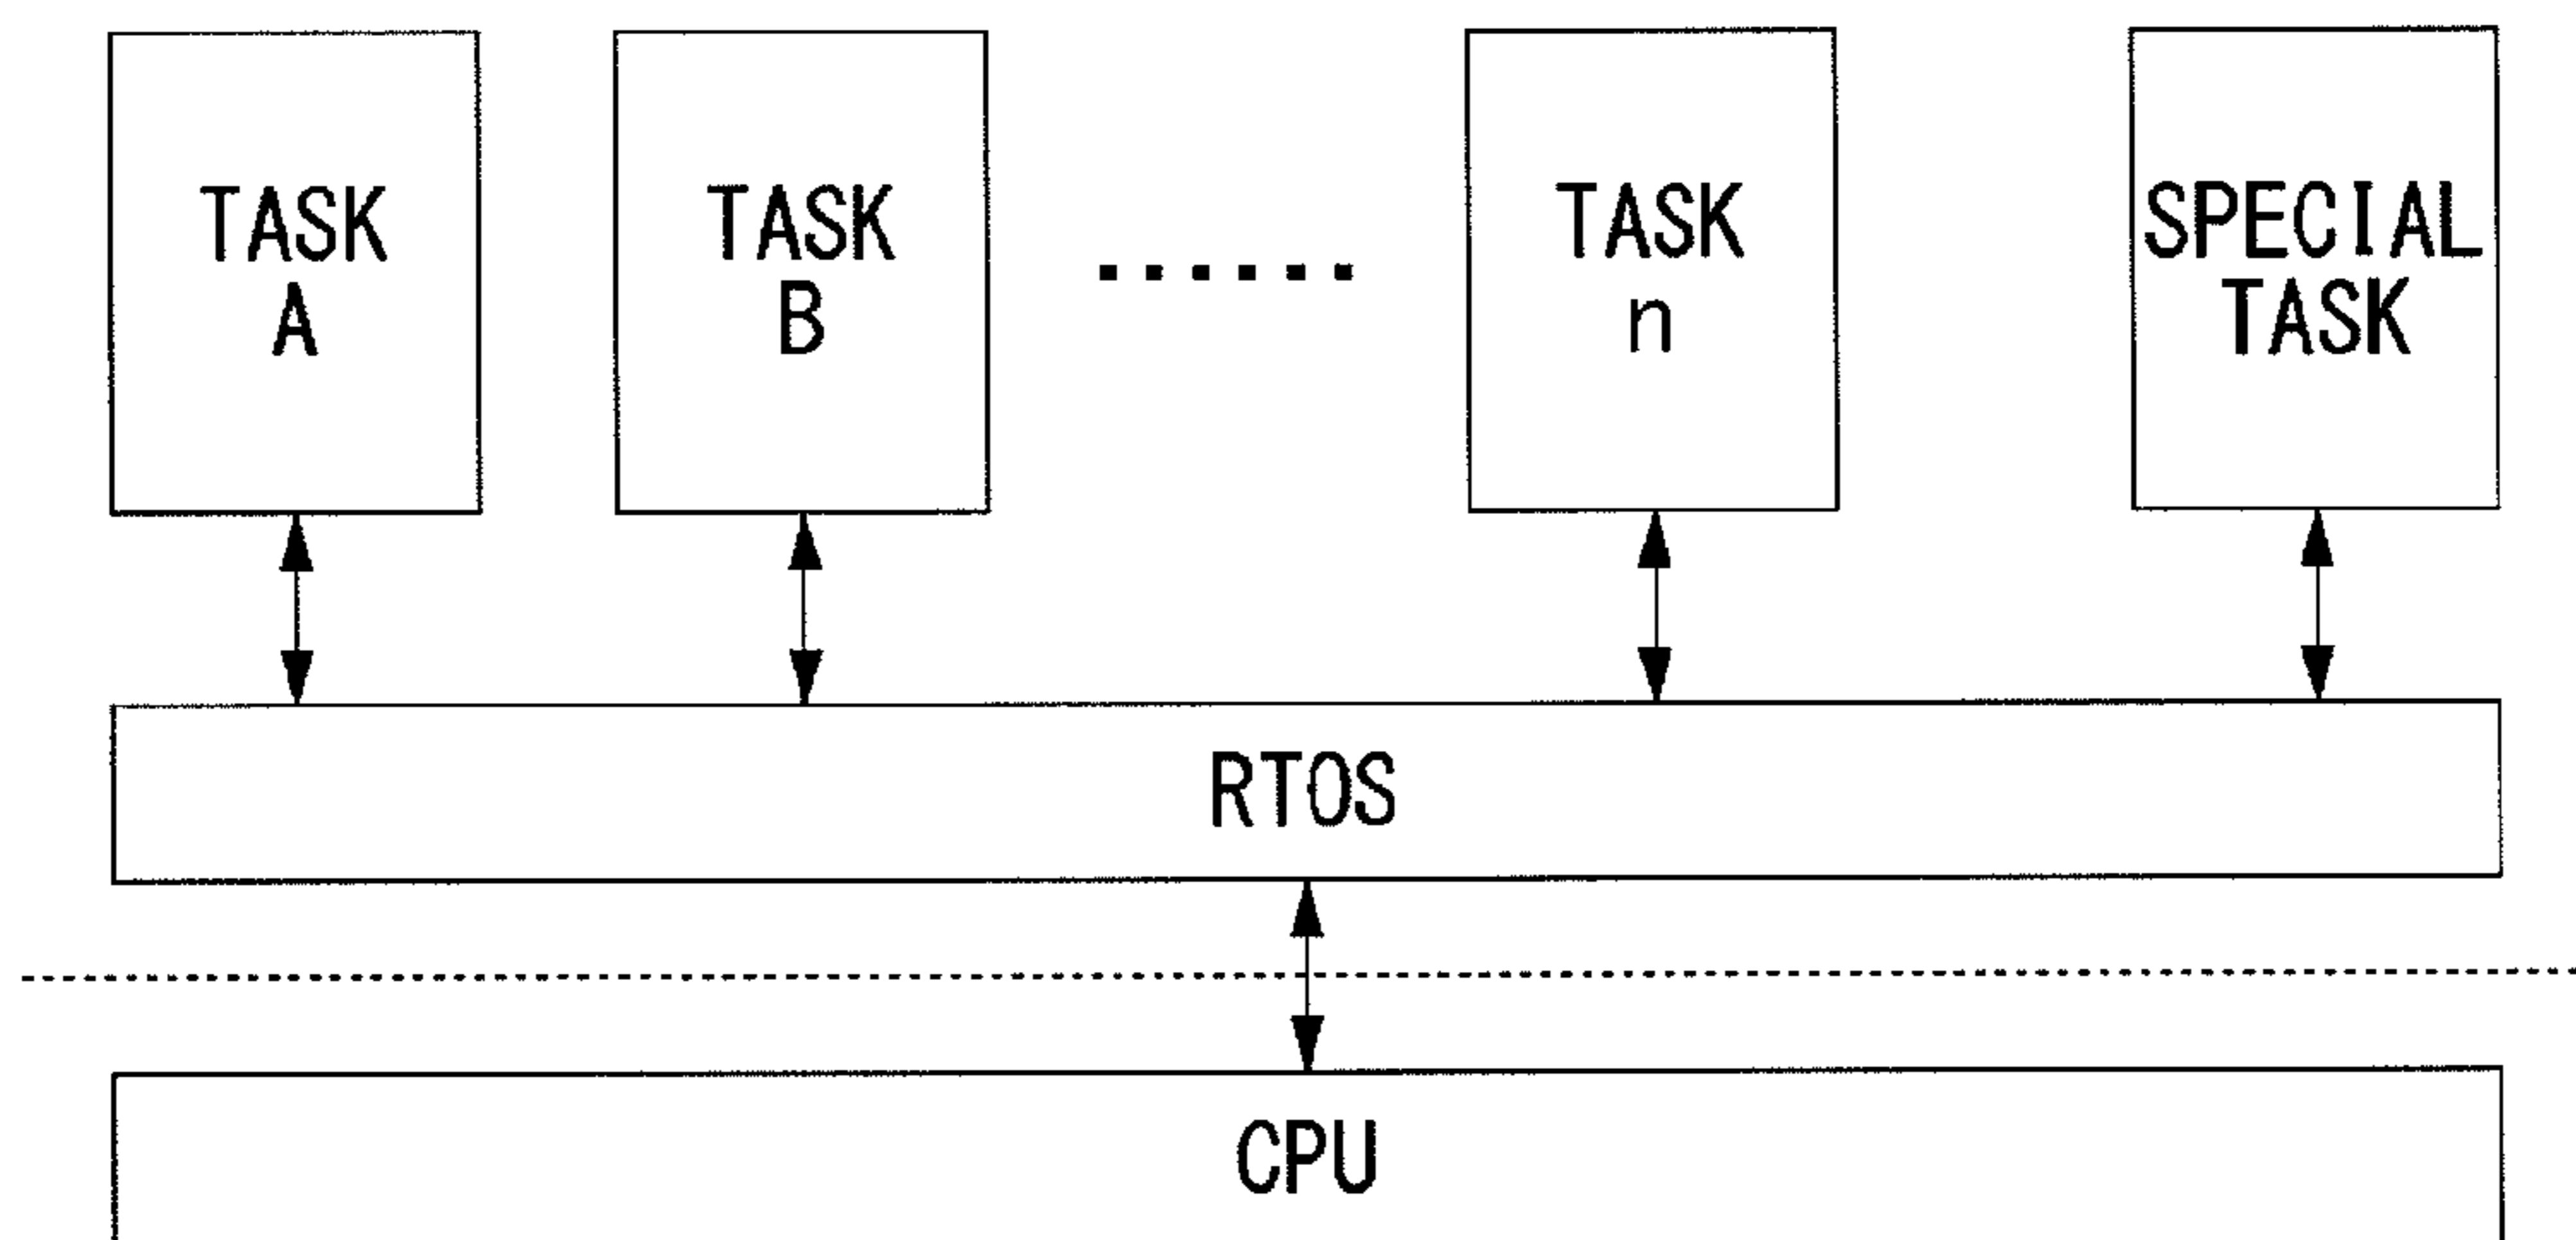 TASK
A
TASK
B
......
TASK
n
SPECIAL
TASK
RTOS
CPU